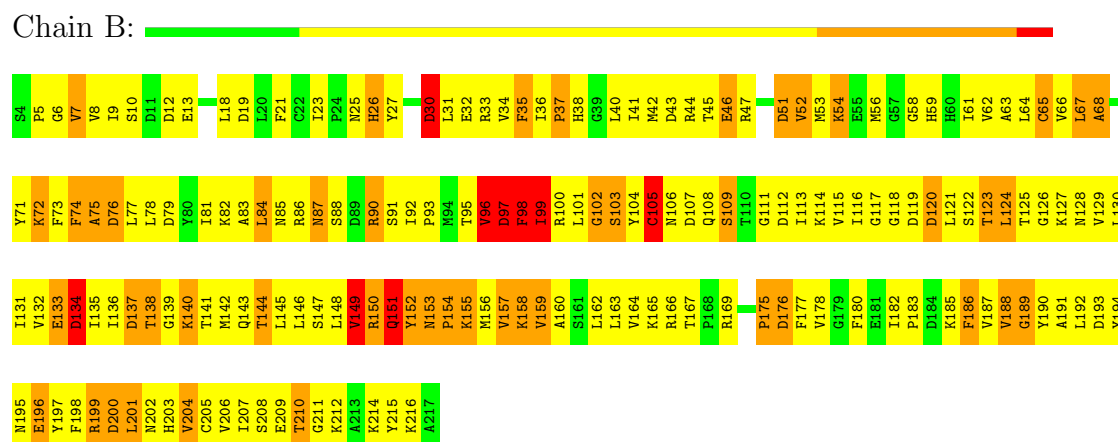 Chain B:
S4 P5 G6 V7 V8 I9 S10 D11 D12 E13 L18 D19 L20 F21 C22 I23 P24 N25 H26 Y27 D30 L31 E32 R33 V34 F35 I36 P37 H38 G39 L40 I41 M42 D43 R44 T45 E46 R47 D51 V52 M53 K54 E55 M56 G57 G58 H59 H60 I61 V62 A63 L64 C65 V66 L67 A68
Y71 K72 F73 F74 A75 D76 L77 L78 D79 Y80 I81 K82 A83 L84 N85 R86 N87 S88 D89 R90 S91 I92 P93 M94 T95 V96 D97 F98 I99 R100 L101 G102 S103 Y104 C105 N106 D107 Q108 S109 T110 G111 D112 I113 K114 V115 I116 G117 G118 D119 D120 L121 S122 T123 L124 T125 G126 K127 N128 V129 L130
I131 V132 E133 D134 I135 I136 D137 T138 G139 K140 T141 M142 Q143 T144 L145 L146 S147 L148 V149 R150 Q151 Y152 N153 P154 K155 M156 V157 K158 V159 A160 S161 L162 L163 V164 K165 R166 T167 P168 R169 P175 D176 F177 V178 G179 F180 E181 I182 P183 D184 K185 F186 V187 V188 G189 Y190 A191 L192 D193 Y194
N195 E196 Y197 F198 R199 D200 L201 N202 H203 V204 C205 V206 I207 S208 E209 T210 G211 K212 A213 K214 Y215 K216 A217